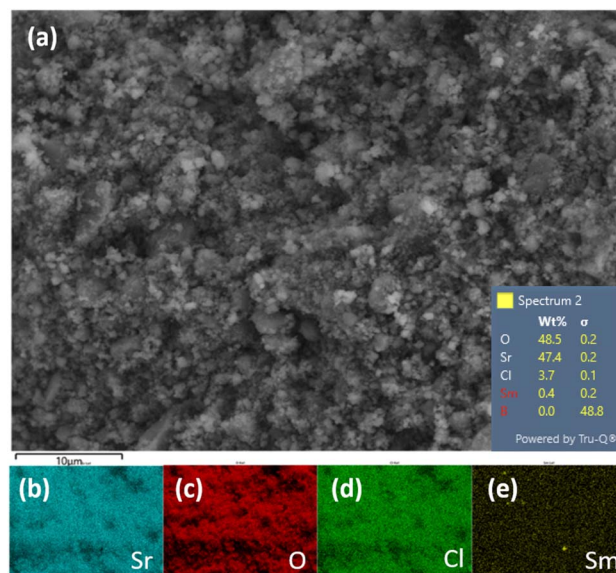 (a)
Spectrum 2
Wt% σ
O 48.5 0.2
Sr 47.4 0.2
Cl 3.7 0.1
Sm 0.4 0.2
B 0.0 48.8
Powered by Tru-Q®
10μm
(b) Sr
(c) O
(d) Cl
(e) Sm